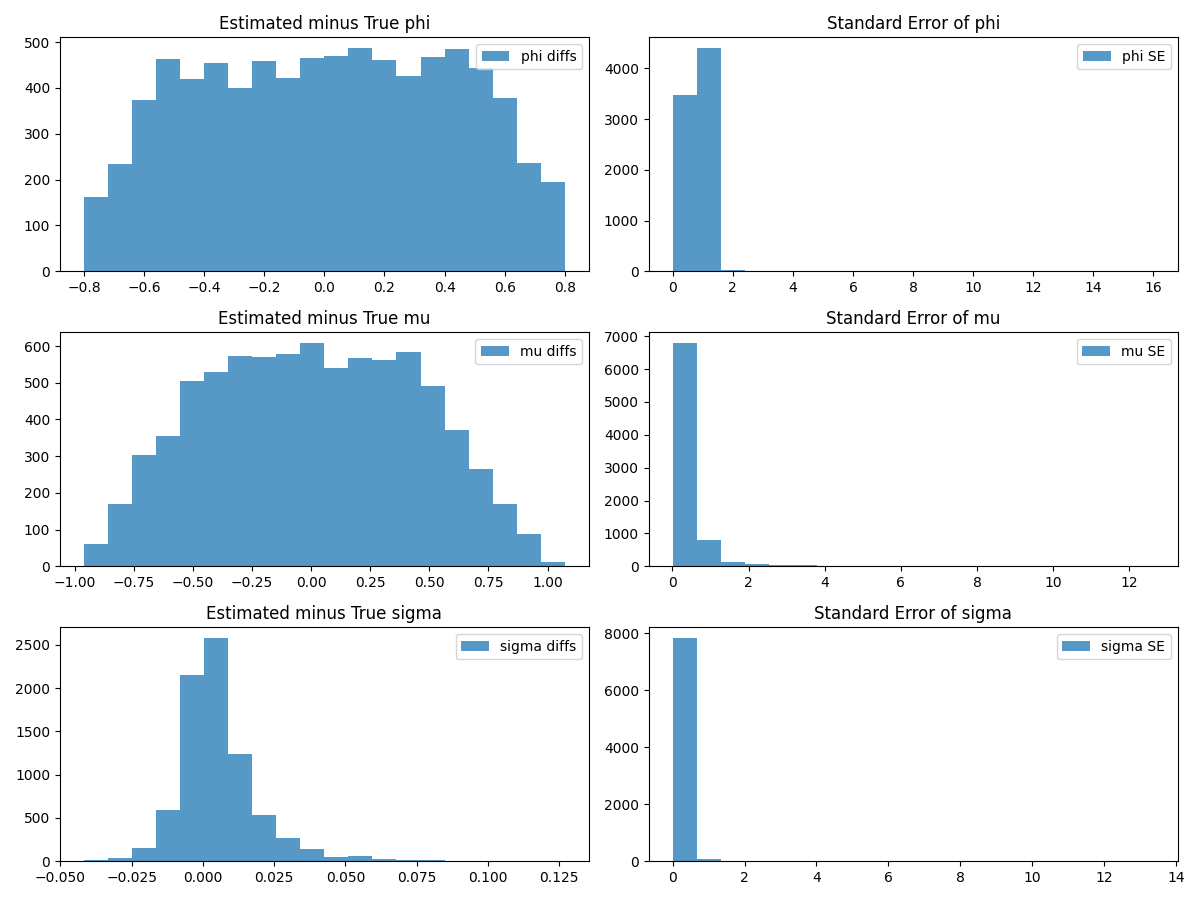 Estimated minus True phi
500
400
300
200
100
0
phi diffs
−0.8 −0.6 −0.4 −0.2 0.0 0.2 0.4 0.6 0.8
Standard Error of phi
4000
3000
2000
1000
0
phi SE
0 2 4 6 8 10 12 14 16
Estimated minus True mu
600
500
400
300
200
100
0
mu diffs
−1.00 −0.75 −0.50 −0.25 0.00 0.25 0.50 0.75 1.00
Standard Error of mu
7000
6000
5000
4000
3000
2000
1000
0
mu SE
0 2 4 6 8 10 12
Estimated minus True sigma
2500
2000
1500
1000
500
0
sigma diffs
−0.050 −0.025 0.000 0.025 0.050 0.075 0.100 0.125
Standard Error of sigma
8000
6000
4000
2000
0
sigma SE
0 2 4 6 8 10 12 14